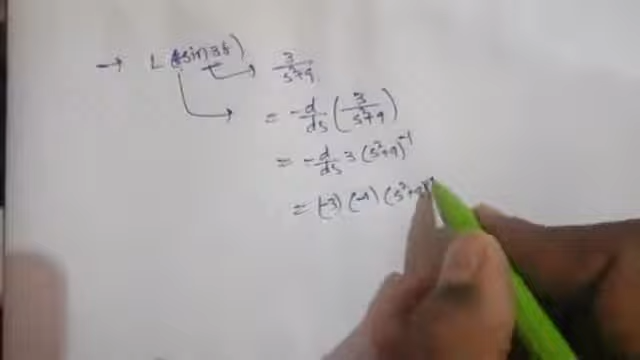 → L (t sin 3t) → 3/(s²+9)
→ = -d/ds (3/(s²+9))
= -d/ds 3 (s²+9)⁻¹
= (-3) (-1) (s²+9)